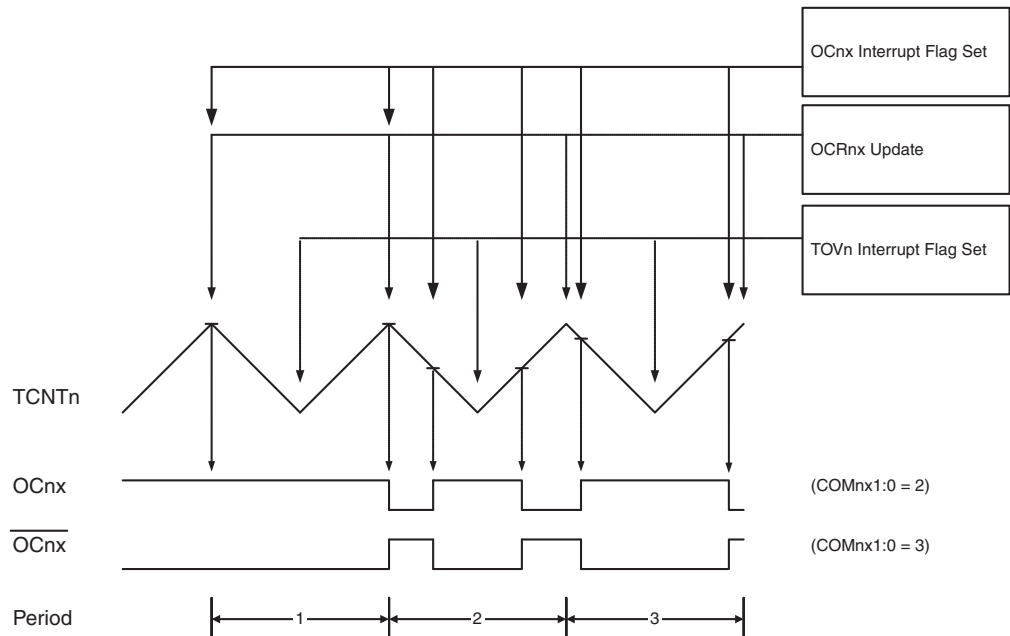 OCnx Interrupt Flag Set
OCRnx Update
TOVn Interrupt Flag Set
TCNTn
OCnx
(COMnx1:0 = 2)
OCnx
(COMnx1:0 = 3)
Period
1
2
3